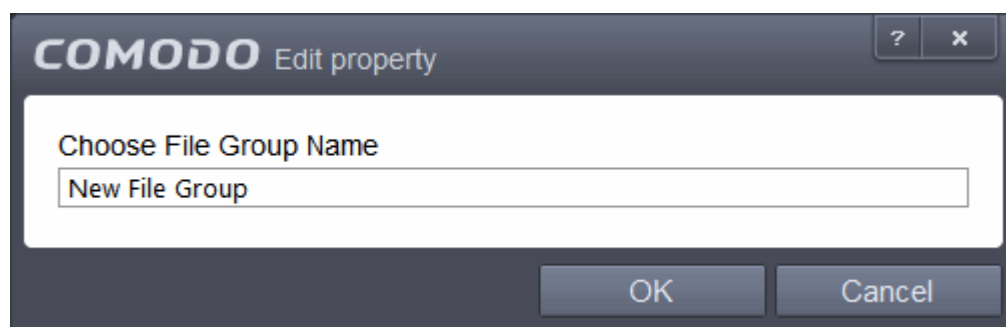 COMODO Edit property ? x
Choose File Group Name
New File Group
OK Cancel